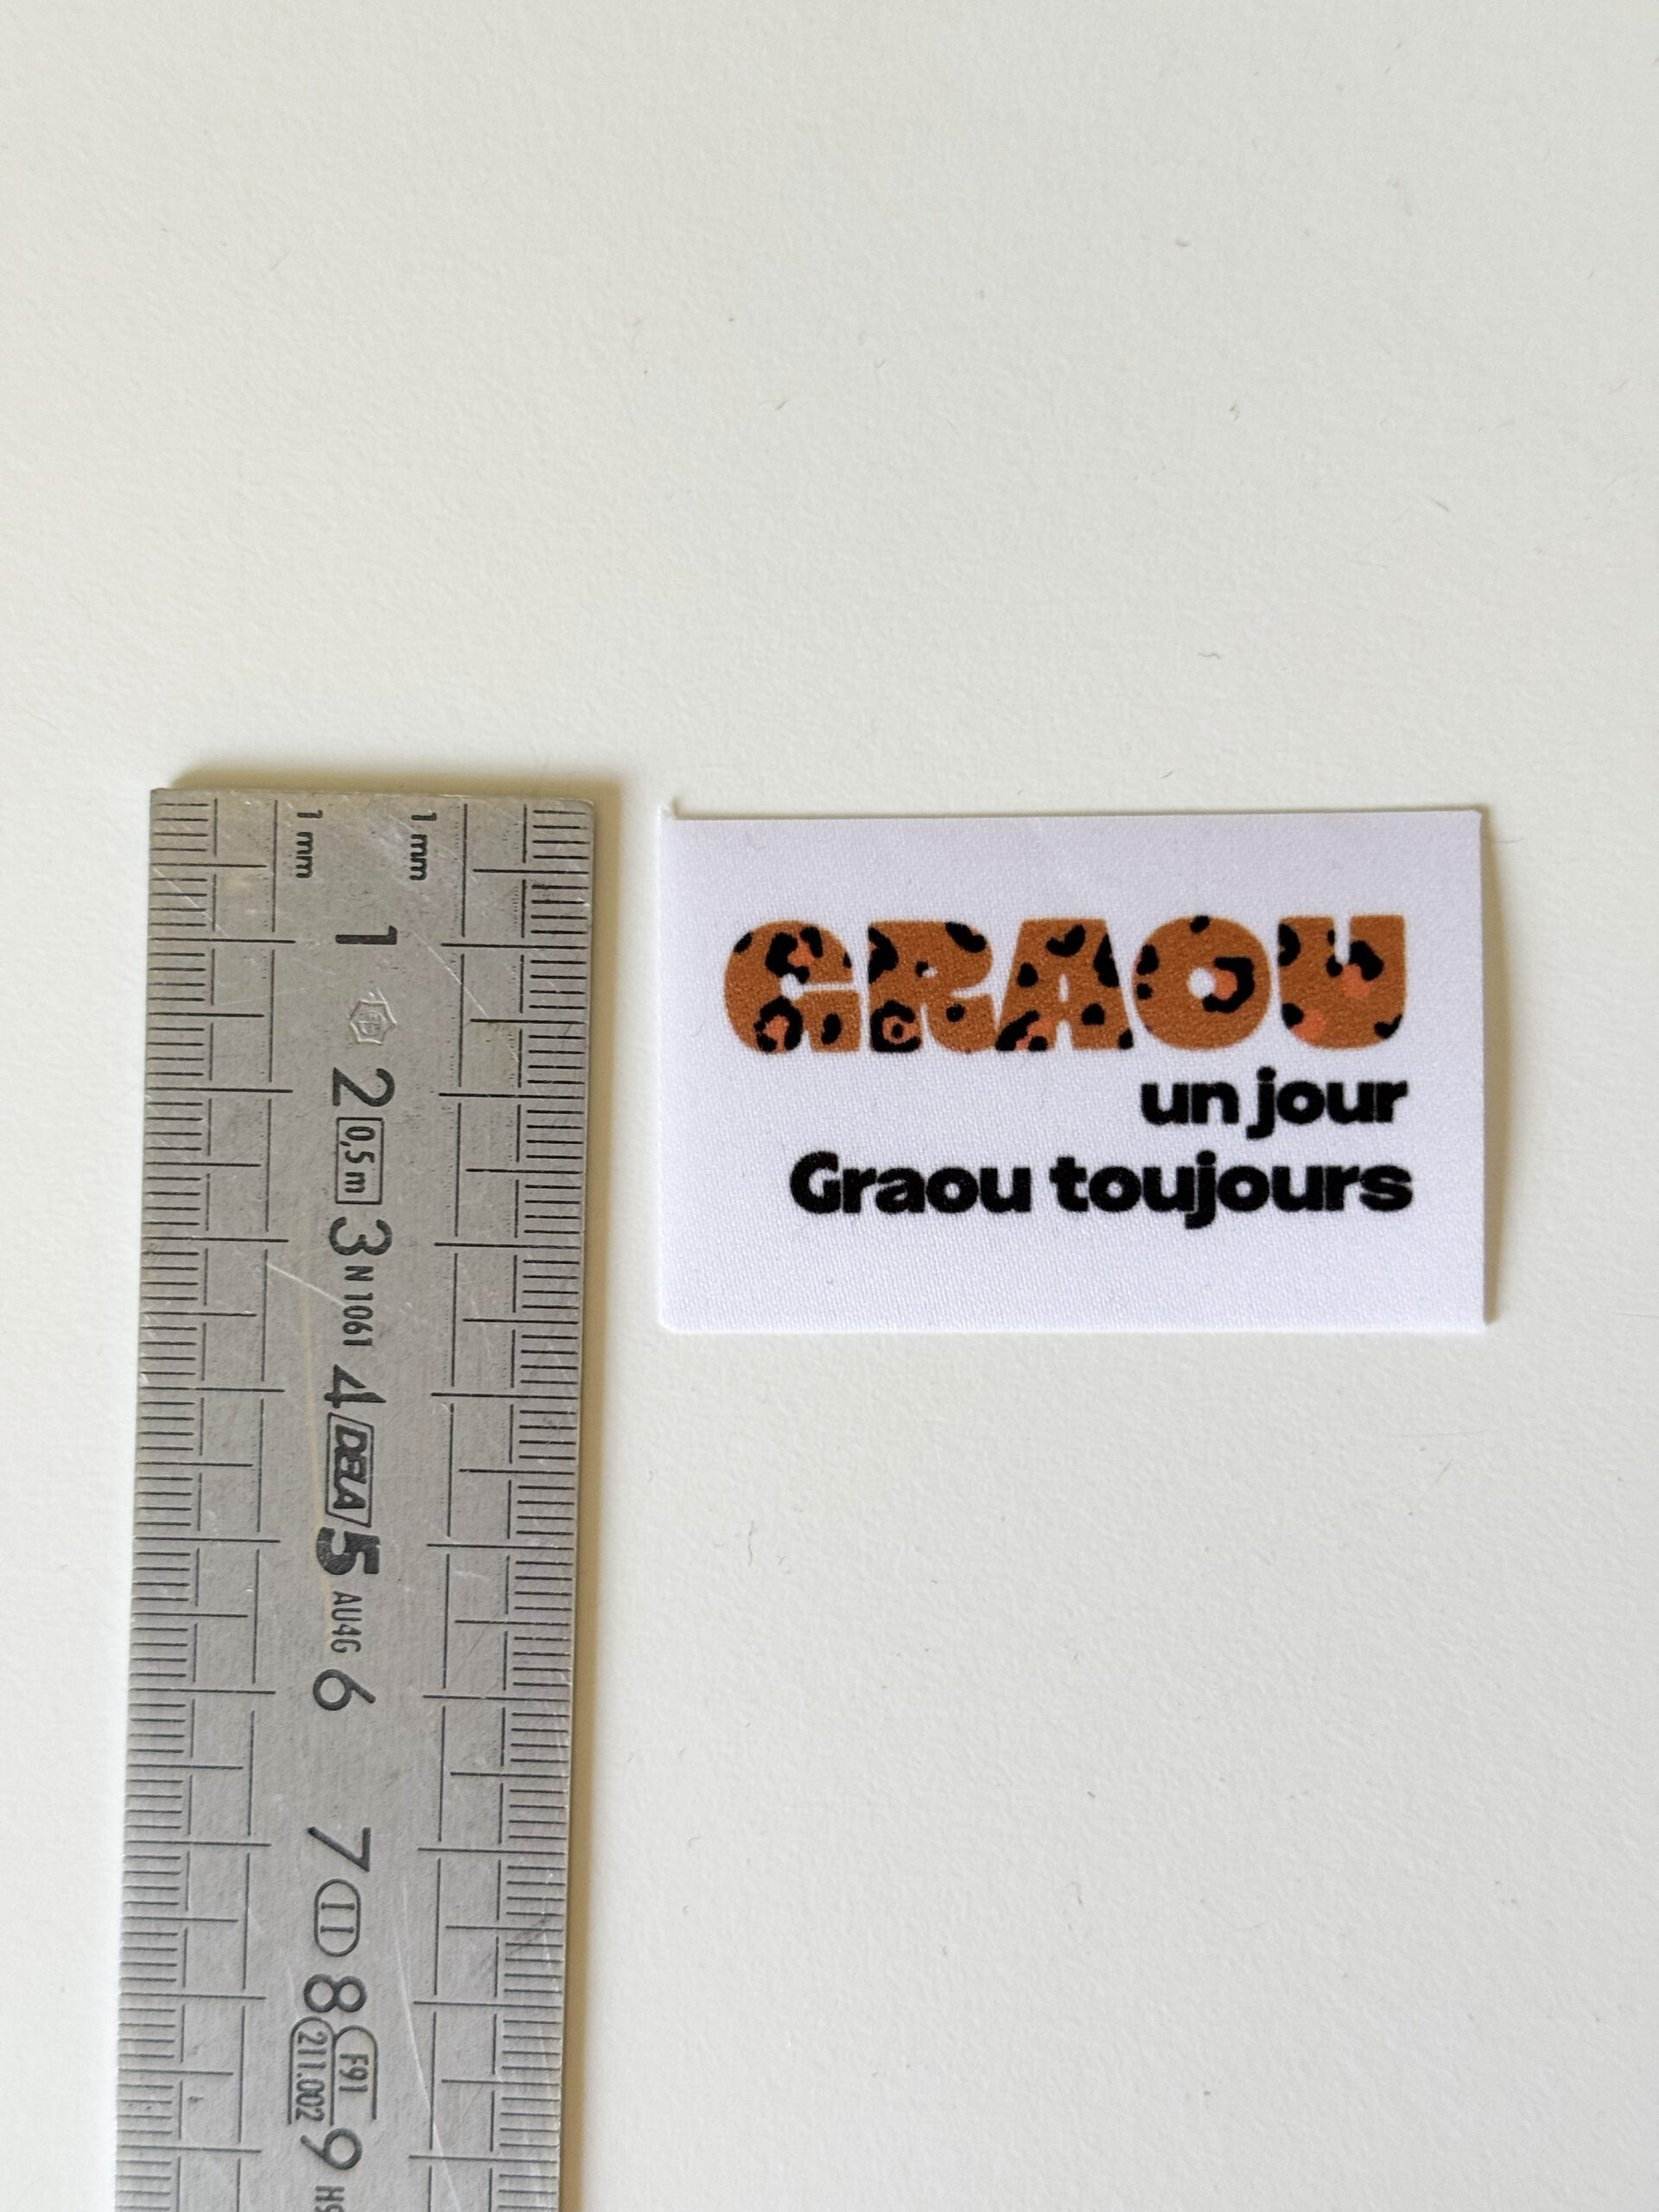 1 mm
1 mm
1
2
0,5 m
3
N 1061
4
DELA
5
AU4G
6
7
II
8
F91
211.002
9
GRAOU
un jour
Graou toujours